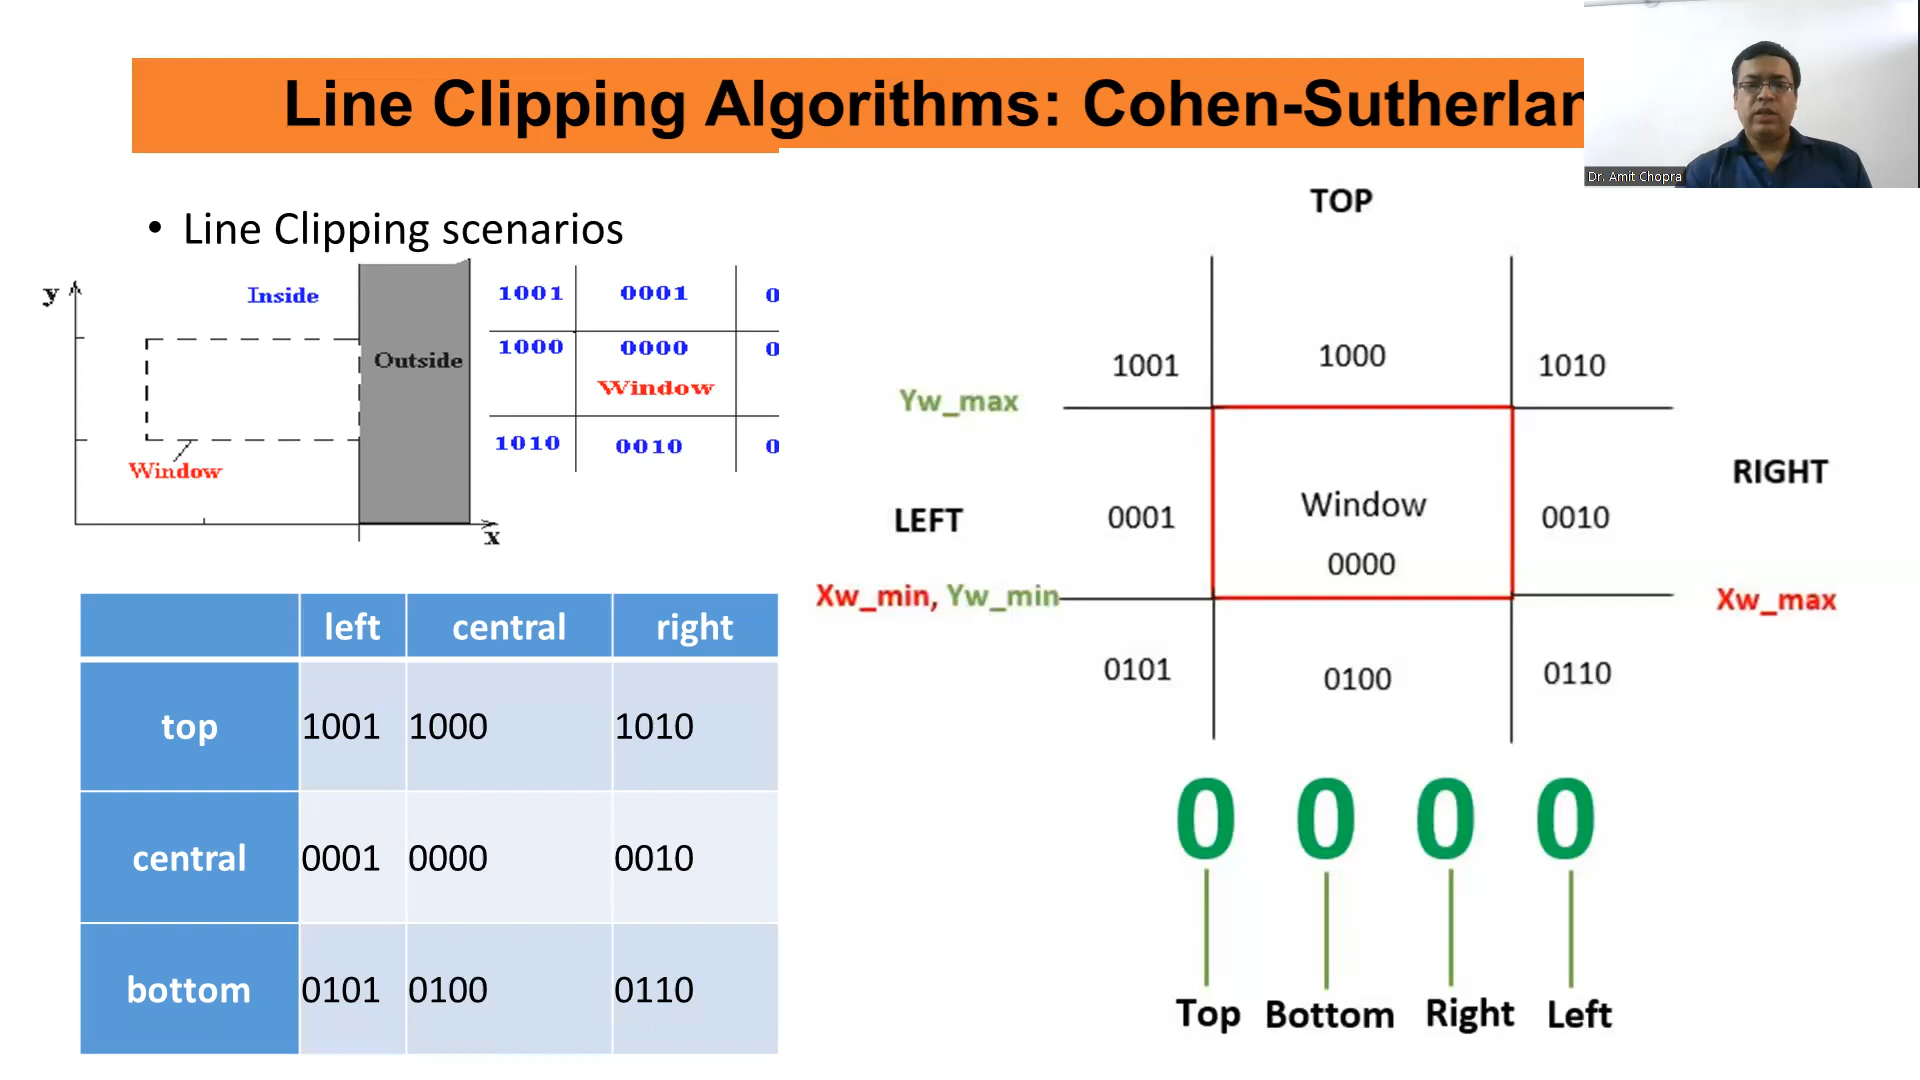 Line Clipping Algorithms: Cohen-Sutherlan
Dr. Amit Chopra
• Line Clipping scenarios
y
Inside
Outside
Window
x
1001 0001 0
1000 0000 0
Window
1010 0010 0
left central right
top 1001 1000 1010
central 0001 0000 0010
bottom 0101 0100 0110
TOP
1001 1000 1010
Yw_max
RIGHT
Window
LEFT 0001 0010
0000
Xw_min, Yw_min Xw_max
0101 0100 0110
0 0 0 0
Top Bottom Right Left